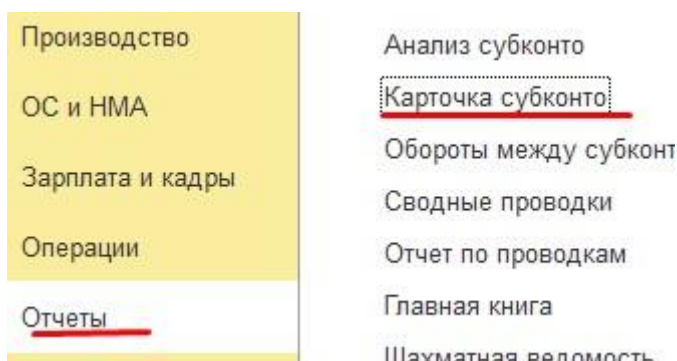 Производство
ОС и НМА
Зарплата и кадры
Операции
Отчеты
Анализ субконто
Карточка субконто
Обороты между субконт
Сводные проводки
Отчет по проводкам
Главная книга
Шахматная ведомость